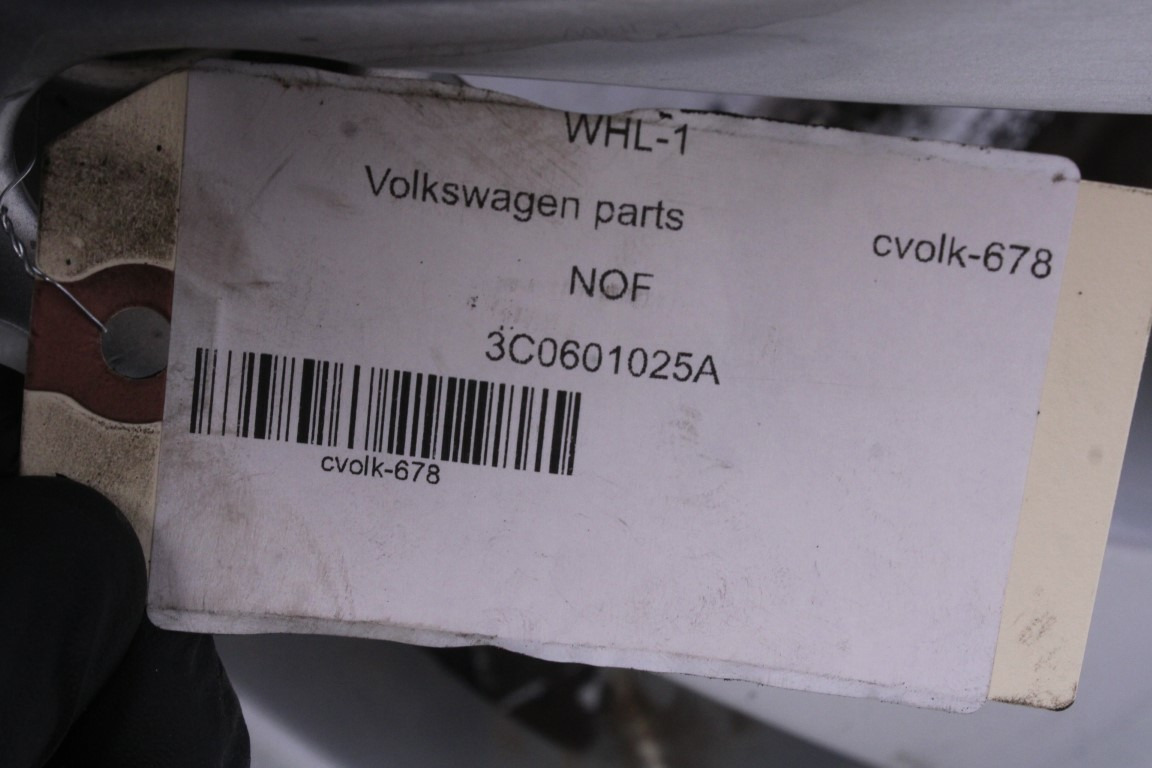 WHL-1
Volkswagen parts
cvolk-678
NOF
3C0601025A
cvolk-678